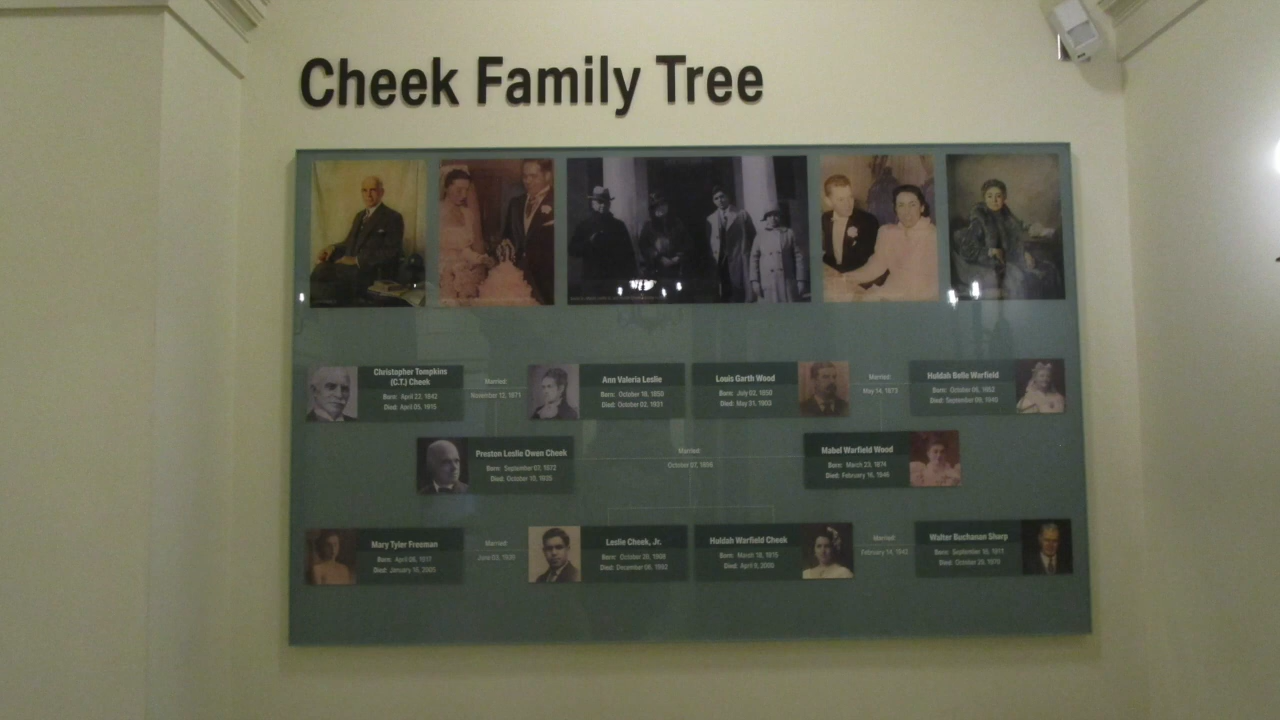 Cheek Family Tree
Christopher Tompkins
(C.T.) Cheek
Born: April 22, 1842
Died: April 05, 1915
Married:
November 12, 1871
Ann Valeria Leslie
Born: October 18, 1850
Died: October 02, 1931
Louis Garth Wood
Born: July 02, 1850
Died: May 31, 1903
Married:
May 14, 1873
Huldah Belle Warfield
Born: October 06, 1852
Died: September 09, 1940
Preston Leslie Owen Cheek
Born: September 07, 1872
Died: October 10, 1935
Married:
October 07, 1896
Mabel Warfield Wood
Born: March 23, 1874
Died: February 16, 1946
Mary Tyler Freeman
Born: April 06, 1917
Died: January 16, 2005
Married:
June 03, 1939
Leslie Cheek, Jr.
Born: October 28, 1908
Died: December 06, 1992
Huldah Warfield Cheek
Born: March 18, 1915
Died: April 9,
Married:
February 14, 1942
Walter Buchanan Sharp
Born: September 16, 1911
Died: October 25, 1970